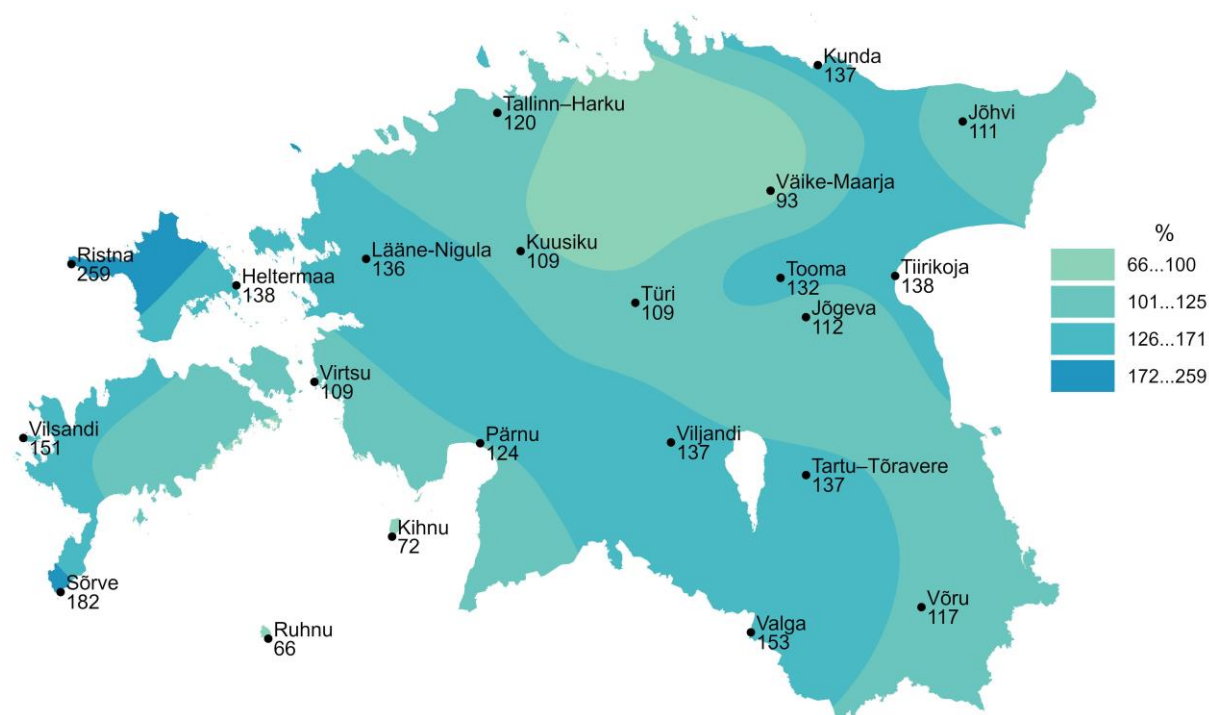 Kunda
137
Tallinn–Harku
120
Jõhvi
111
Väike-Maarja
93
Ristna
259
Heltermaa
138
Lääne-Nigula
136
Kuusiku
109
Türi
109
Tooma
132
Tiirikoja
138
Jõgeva
112
%
66...100
101...125
126...171
172...259
Virtsu
109
Vilsandi
151
Pärnu
124
Viljandi
137
Tartu–Tõravere
137
Kihnu
72
Sõrve
182
Ruhnu
66
Valga
153
Võru
117